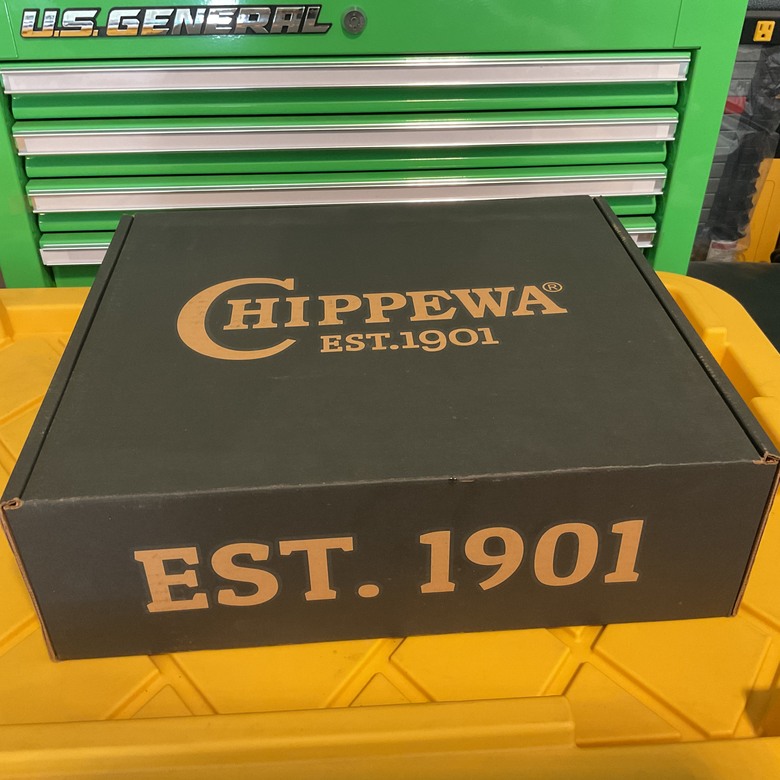 U.S. GENERAL
CHIPPEWA®
EST.1901
EST. 1901